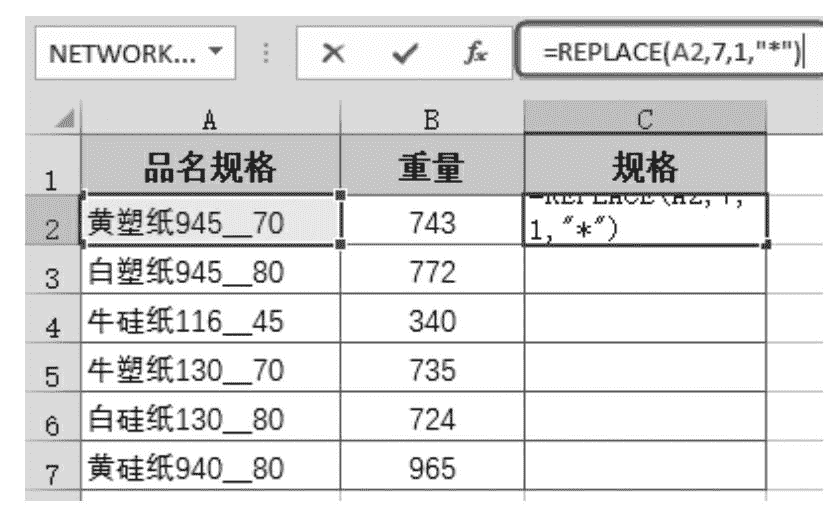 NETWORK... =REPLACE(A2,7,1,"*")
A B C
1 品名规格 重量 规格
2 黄塑纸945__70 743 =REPLACE(A2,7,
1,"*")
3 白塑纸945__80 772
4 牛硅纸116__45 340
5 牛塑纸130__70 735
6 白硅纸130__80 724
7 黄硅纸940__80 965